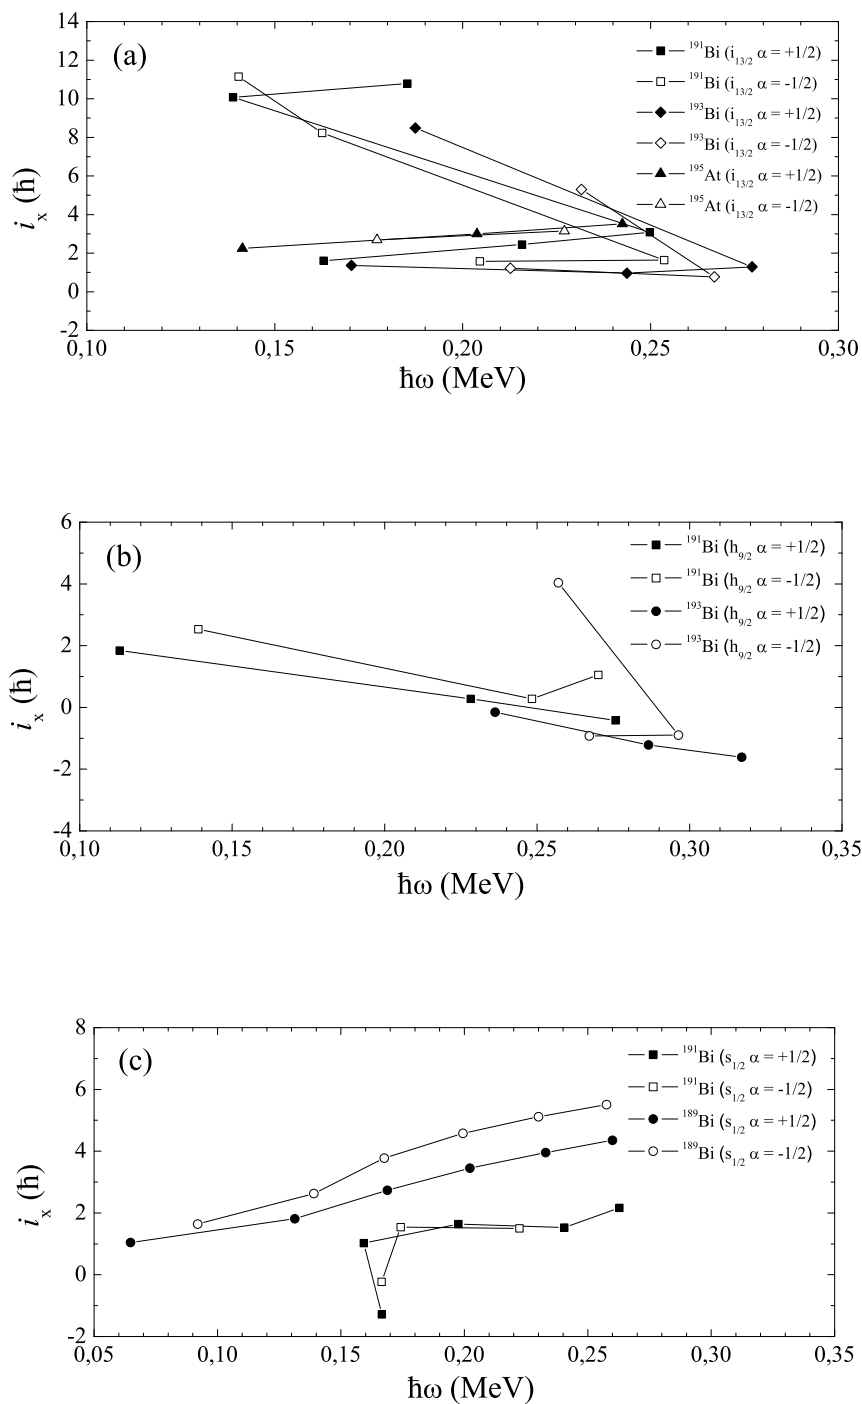 14
(a)
12
10
8
6
4
2
0
-2
iₓ (ħ)
¹⁹¹Bi (i₁₃/₂ α = +1/2)
¹⁹¹Bi (i₁₃/₂ α = -1/2)
¹⁹³Bi (i₁₃/₂ α = +1/2)
¹⁹³Bi (i₁₃/₂ α = -1/2)
¹⁹⁵At (i₁₃/₂ α = +1/2)
¹⁹⁵At (i₁₃/₂ α = -1/2)
0,10 0,15 0,20 0,25 0,30
ħω (MeV)
6
(b)
4
2
0
-2
-4
iₓ (ħ)
¹⁹¹Bi (h₉/₂ α = +1/2)
¹⁹¹Bi (h₉/₂ α = -1/2)
¹⁹³Bi (h₉/₂ α = +1/2)
¹⁹³Bi (h₉/₂ α = -1/2)
0,10 0,15 0,20 0,25 0,30 0,35
ħω (MeV)
8
(c)
6
4
2
0
-2
iₓ (ħ)
¹⁹¹Bi (s₁/₂ α = +1/2)
¹⁹¹Bi (s₁/₂ α = -1/2)
¹⁸⁹Bi (s₁/₂ α = +1/2)
¹⁸⁹Bi (s₁/₂ α = -1/2)
0,05 0,10 0,15 0,20 0,25 0,30 0,35
ħω (MeV)